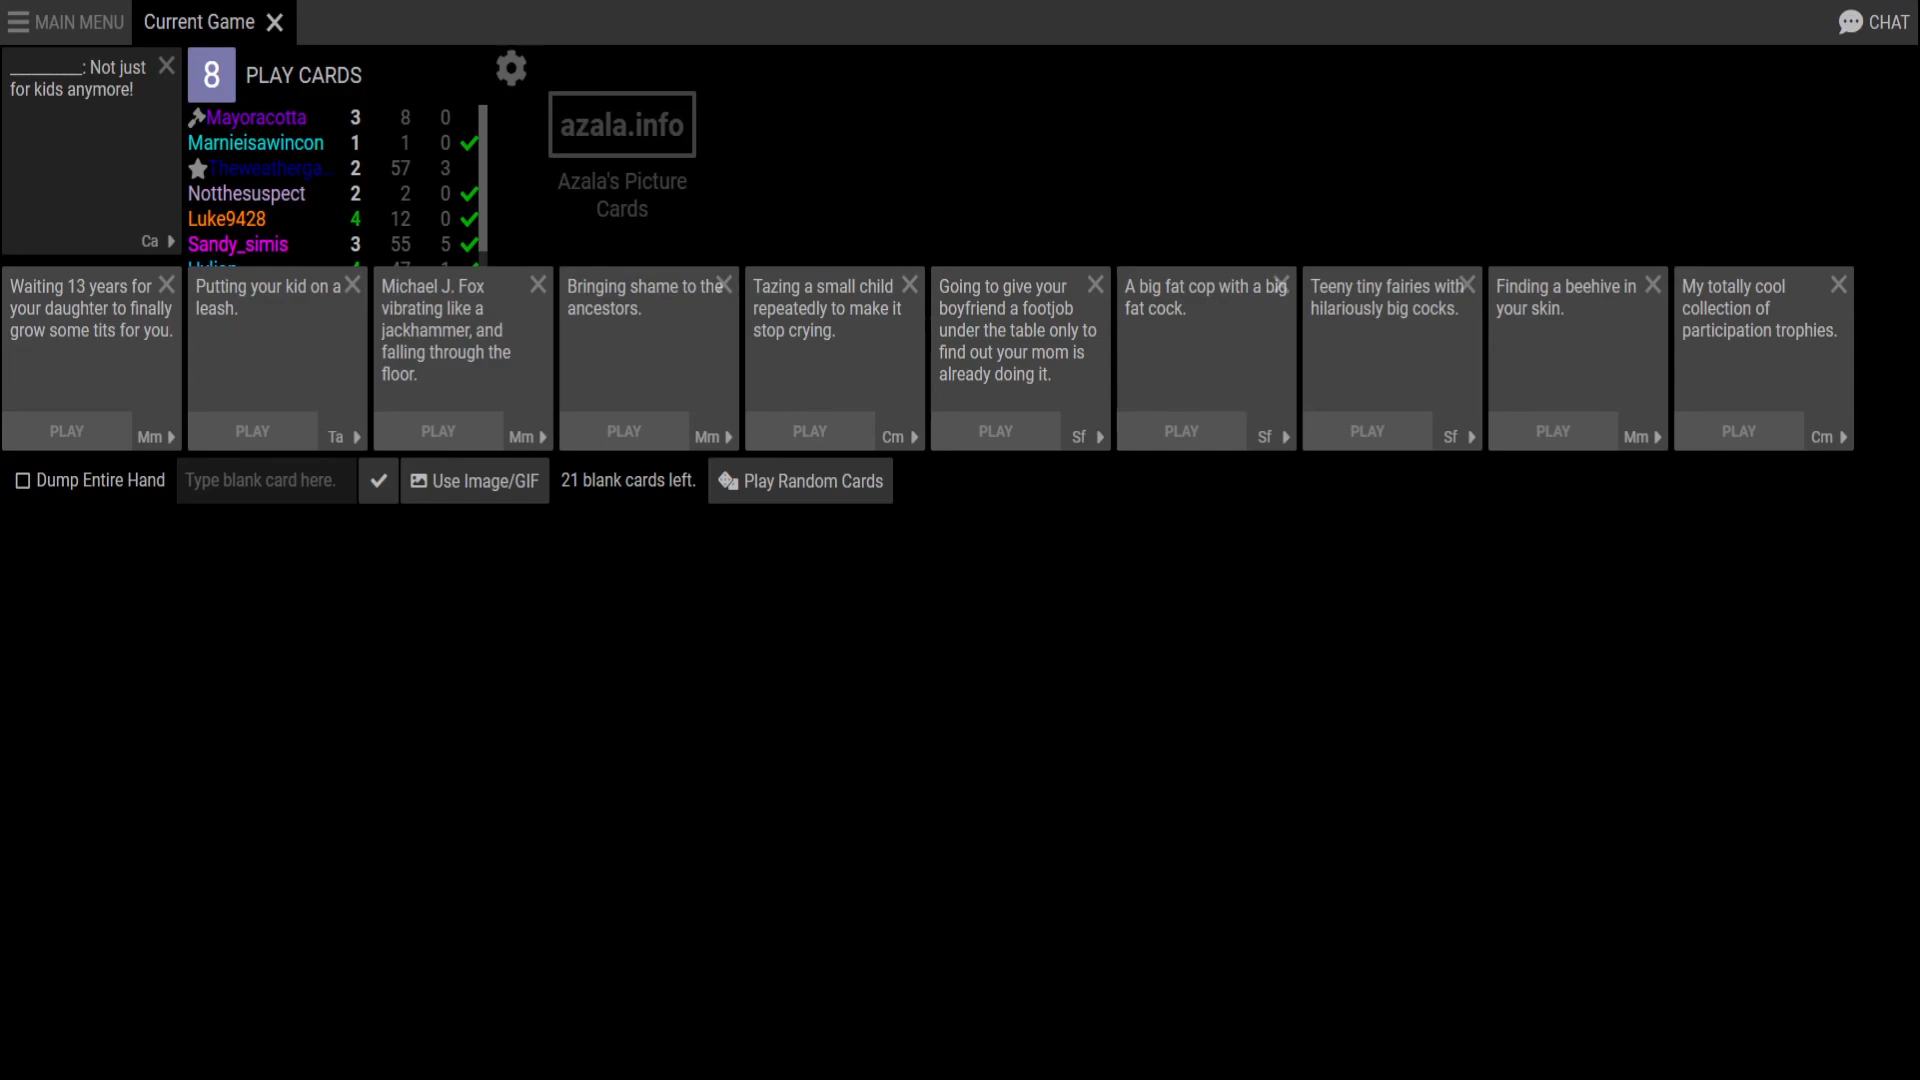 MAIN MENU
Current Game
CHAT
_________: Not just
for kids anymore!
Ca
8
PLAY CARDS
Mayoracotta 3 8 0
Marnieisawincon 1 1 0
Theweatherga... 2 57 3
Notthesuspect 2 2 0
Luke9428 4 12 0
Sandy_simis 3 55 5
azala.info
Azala's Picture
Cards
Waiting 13 years for
your daughter to finally
grow some tits for you.
PLAY
Mm
Putting your kid on a
leash.
PLAY
Ta
Michael J. Fox
vibrating like a
jackhammer, and
falling through the
floor.
PLAY
Mm
Bringing shame to the
ancestors.
PLAY
Mm
Tazing a small child
repeatedly to make it
stop crying.
PLAY
Cm
Going to give your
boyfriend a footjob
under the table only to
find out your mom is
already doing it.
PLAY
Sf
A big fat cop with a big
fat cock.
PLAY
Sf
Teeny tiny fairies with
hilariously big cocks.
PLAY
Sf
Finding a beehive in
your skin.
PLAY
Mm
My totally cool
collection of
participation trophies.
PLAY
Cm
Dump Entire Hand
Type blank card here.
Use Image/GIF
21 blank cards left.
Play Random Cards